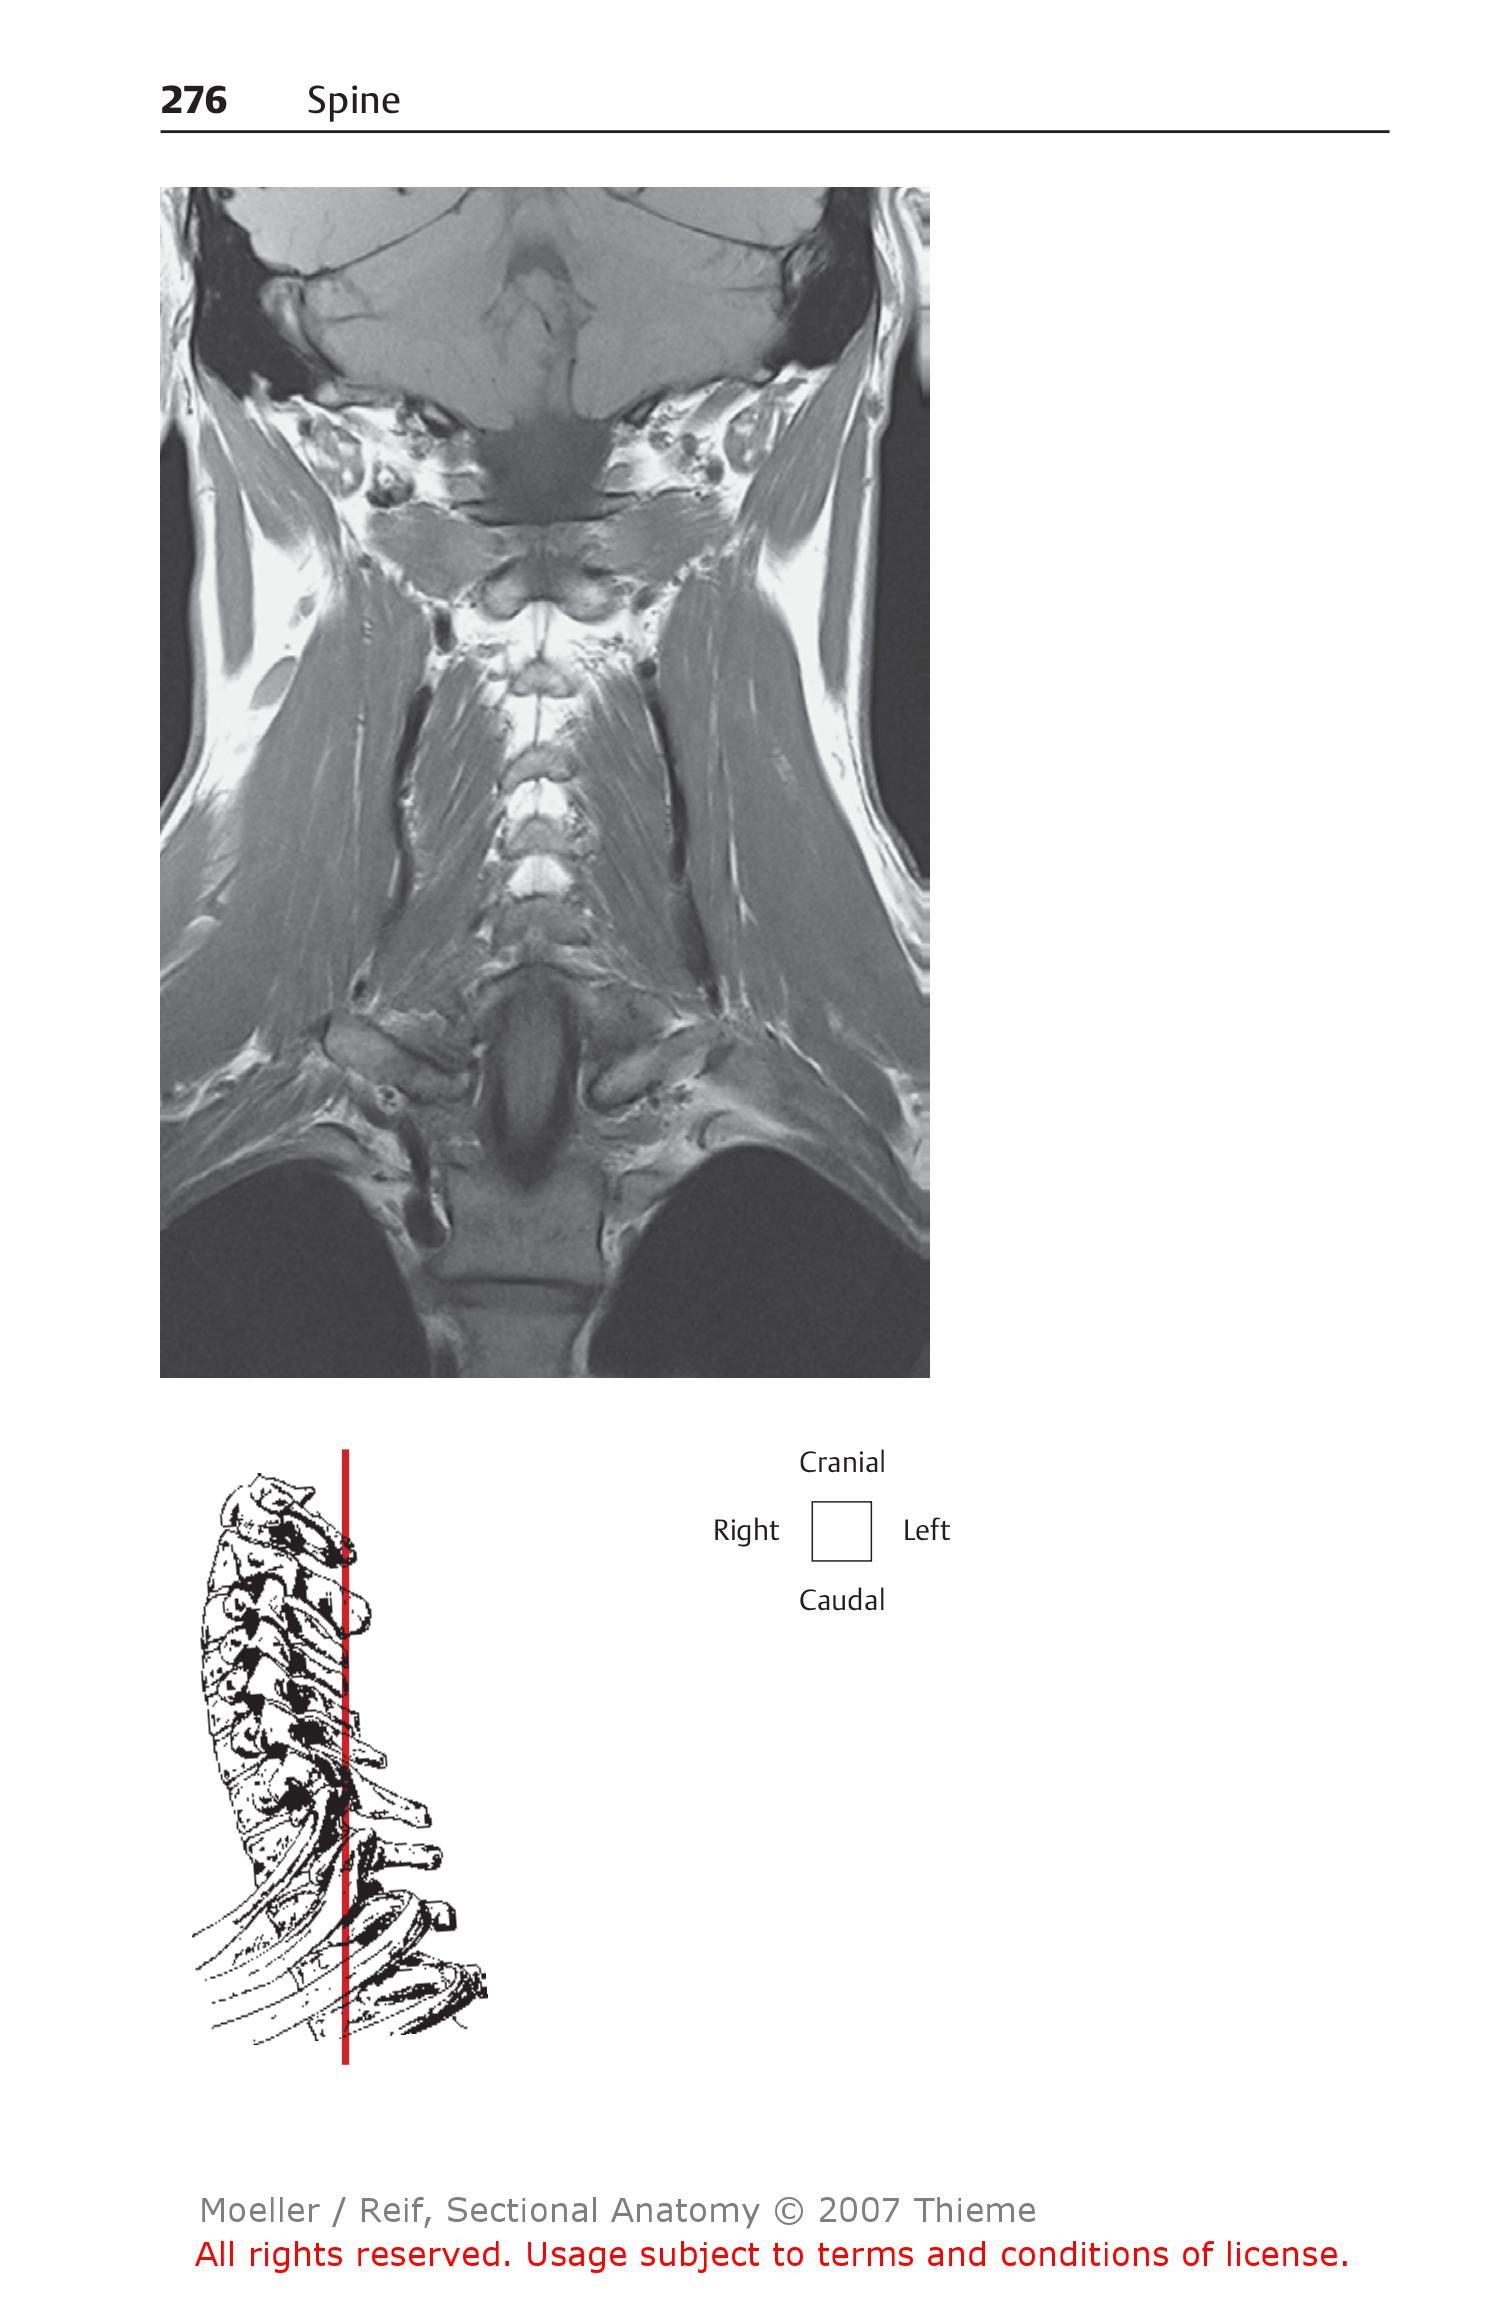 276 Spine
Cranial
Right Left
Caudal
Moeller / Reif, Sectional Anatomy © 2007 Thieme
All rights reserved. Usage subject to terms and conditions of license.